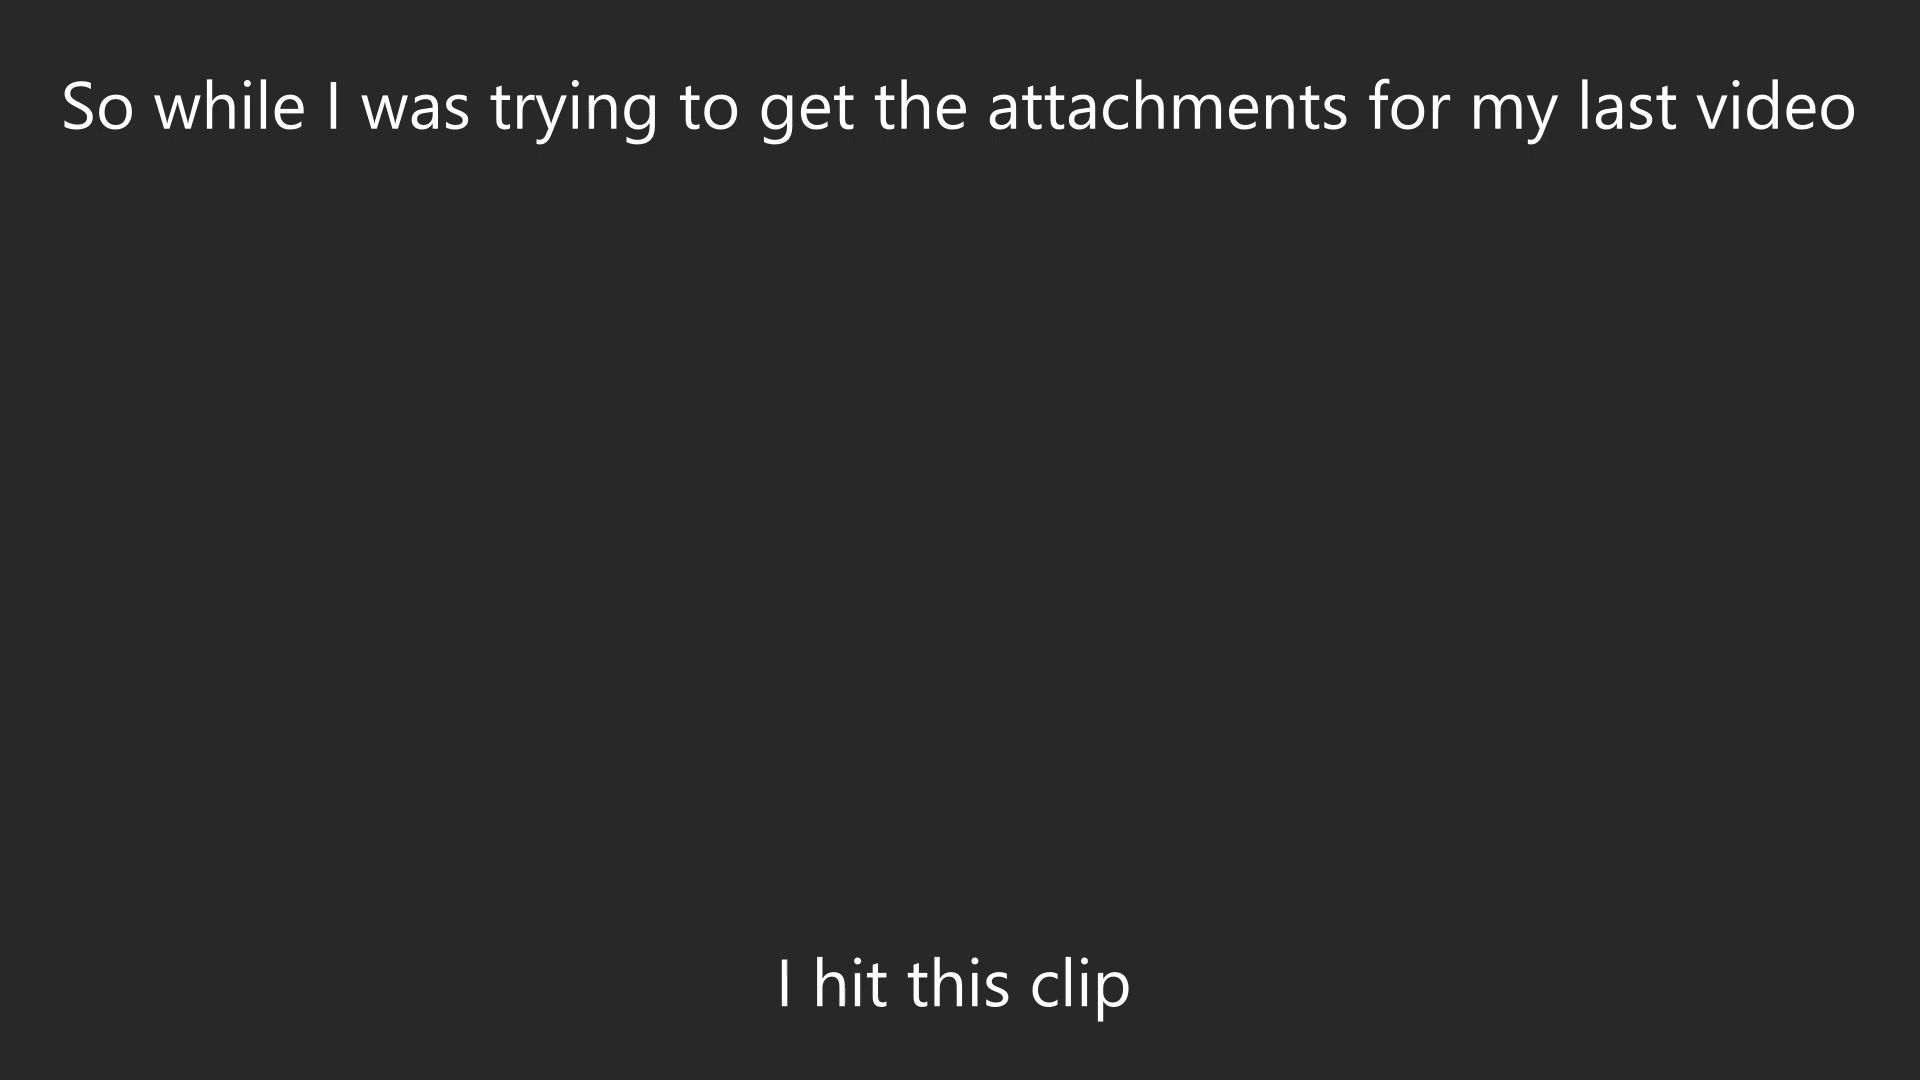 So while I was trying to get the attachments for my last video
I hit this clip